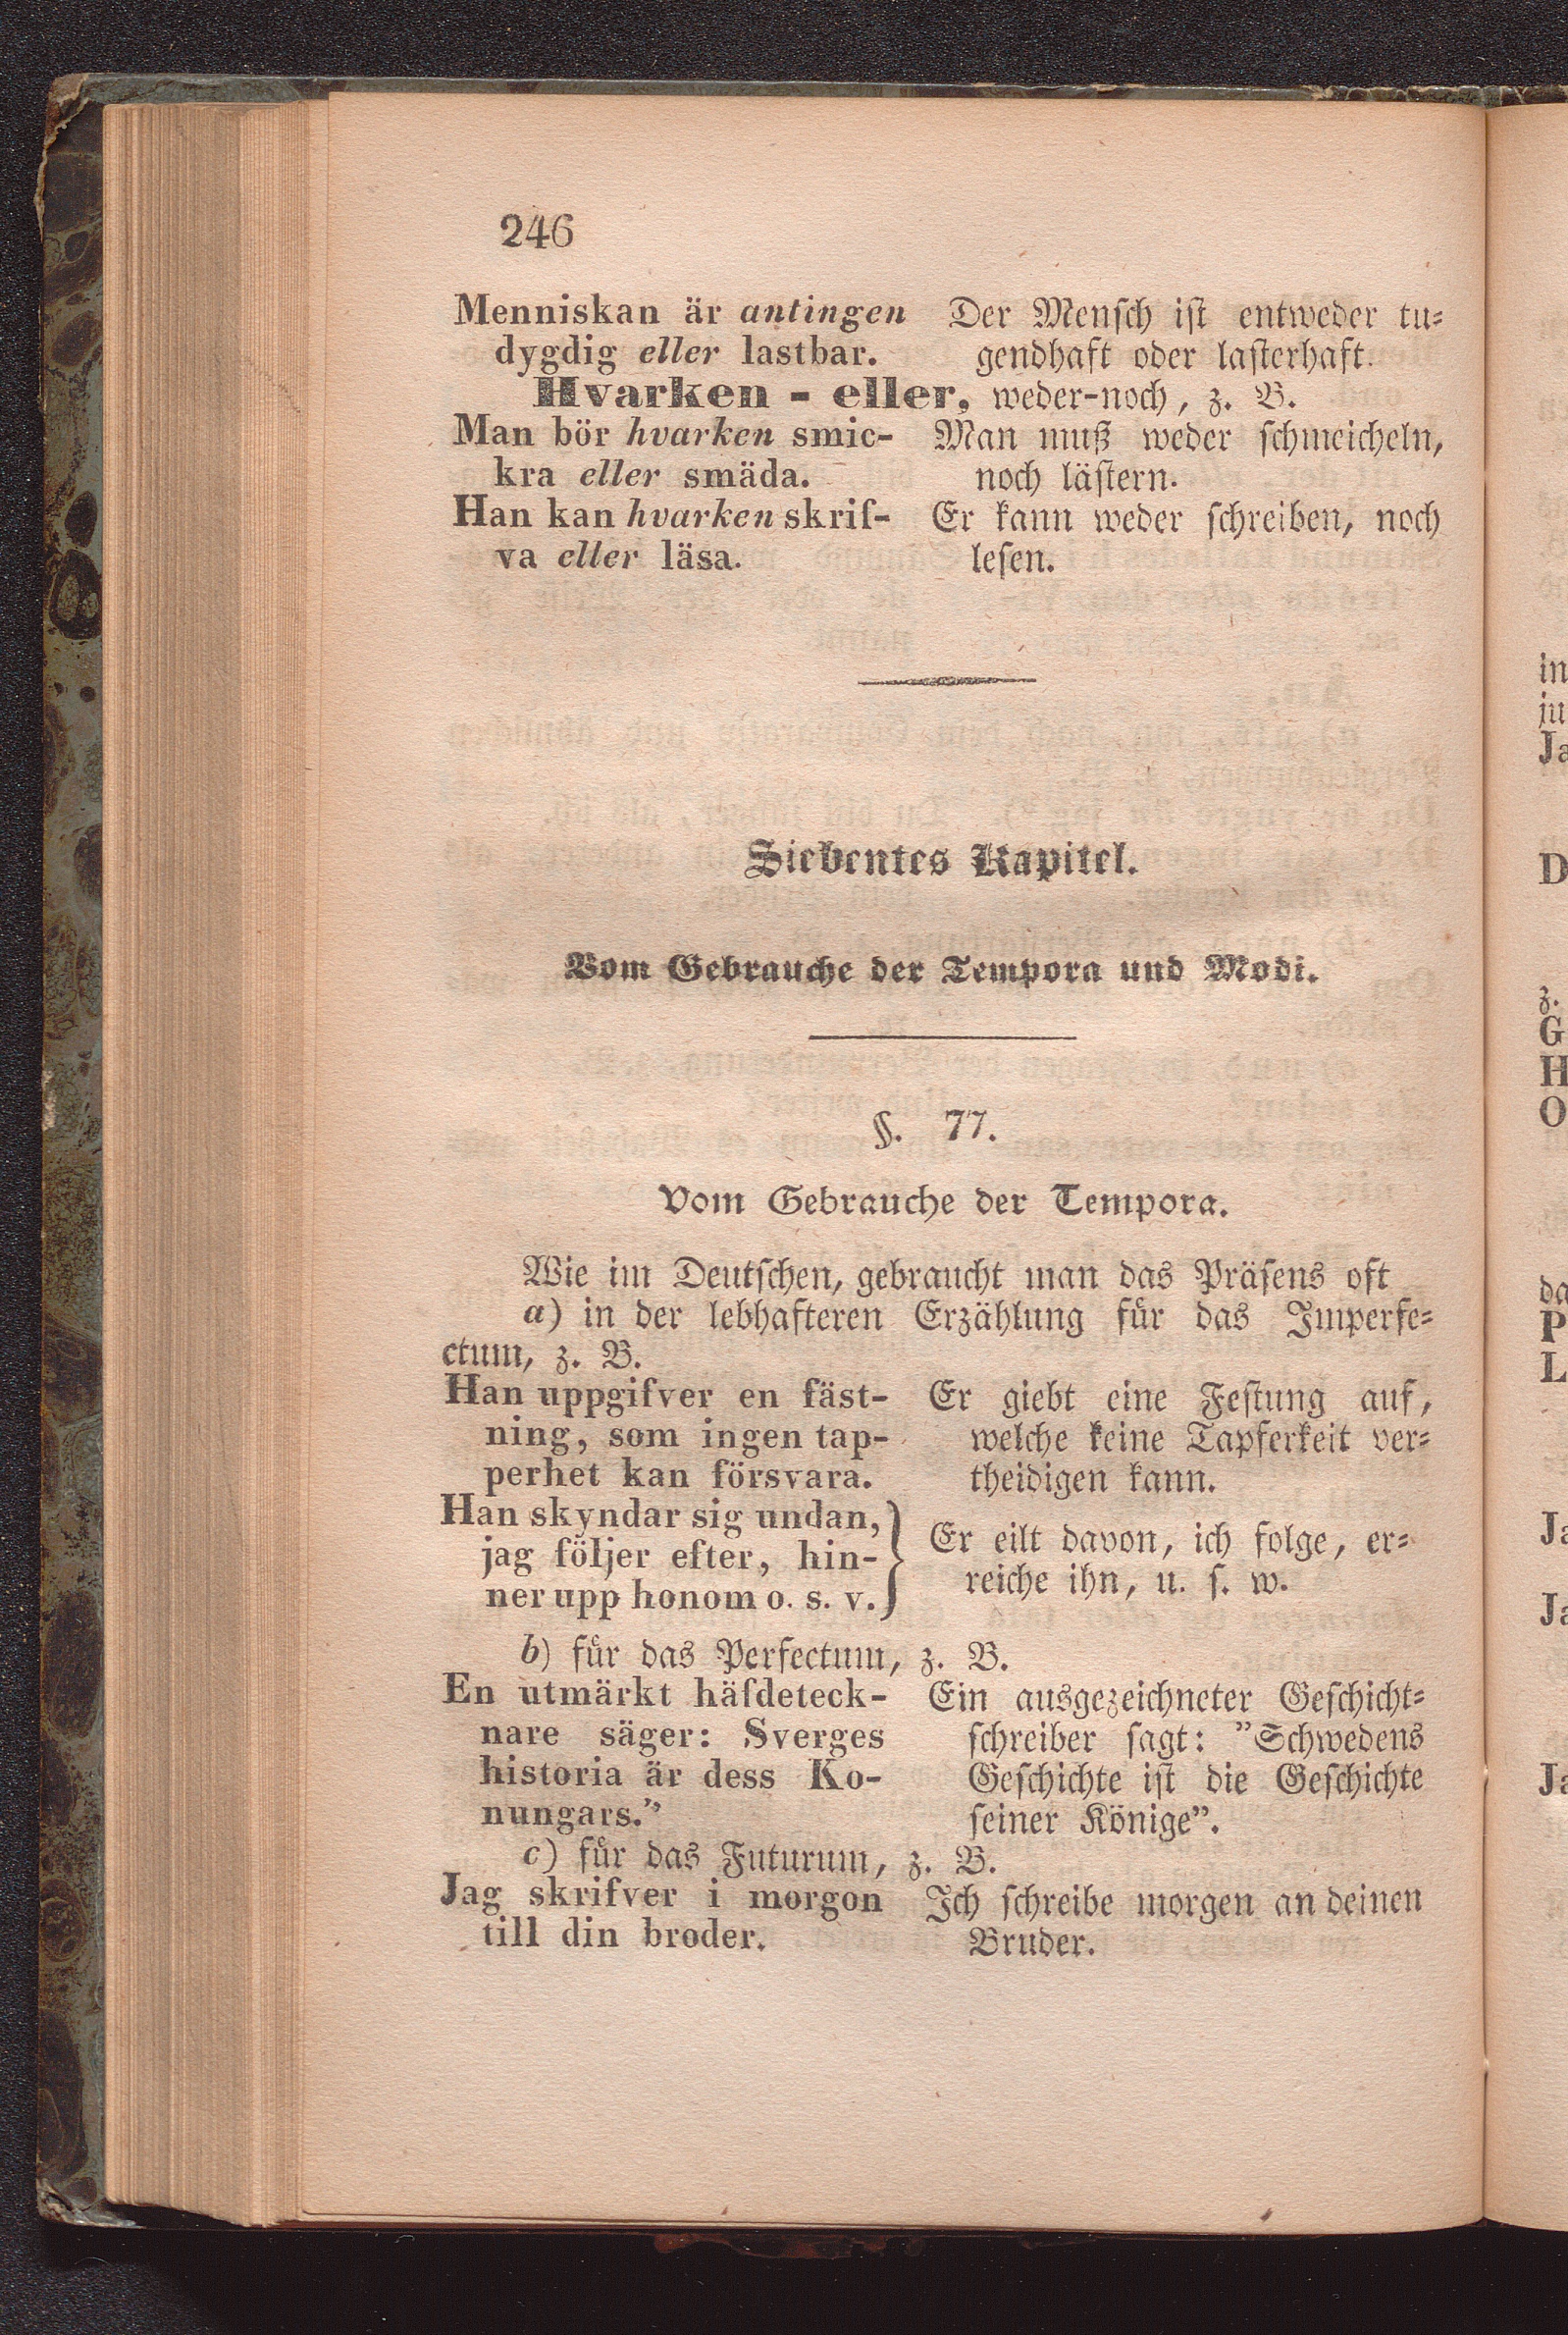 246
Menniskan är antingen
dygdig eller lastbar.
Der Mensch ist entweder tu-
gendhaft oder lasterhaft.
Hvarken - eller, weder-noch, z. B.
Man bör hvarken smic-
kra eller smäda.
Man muß weder schmeicheln,
noch lästern.
Han kan hvarken skrif-
va eller läsa.
Er kann weder schreiben, noch
lesen.
Siebentes Kapitel.
Vom Gebrauche der Tempora und Modi.
§. 77.
Vom Gebrauche der Tempora.
Wie im Deutschen, gebraucht man das Präsens oft
a) in der lebhafteren Erzählung für das Imperfe-
ctum, z. B.
Han uppgifver en fäst-
ning, som ingen tap-
perhet kan försvara.
Er giebt eine Festung auf,
welche keine Tapferkeit ver-
theidigen kann.
Han skyndar sig undan,
jag följer efter, hin-
ner upp honom o. s. v.
Er eilt davon, ich folge, er-
reiche ihn, u. s. w.
b) für das Perfectum, z. B.
En utmärkt häfdeteck-
nare säger: Sverges
historia är dess Ko-
nungars."
Ein ausgezeichneter Geschicht-
schreiber sagt: "Schwedens
Geschichte ist die Geschichte
seiner Könige".
c) für das Futurum, z. B.
Jag skrifver i morgon
till din broder.
Ich schreibe morgen an deinen
Bruder.
in
ju
Ja
D
z.
G
H
O
da
P
L
Ja
Ja
Ja